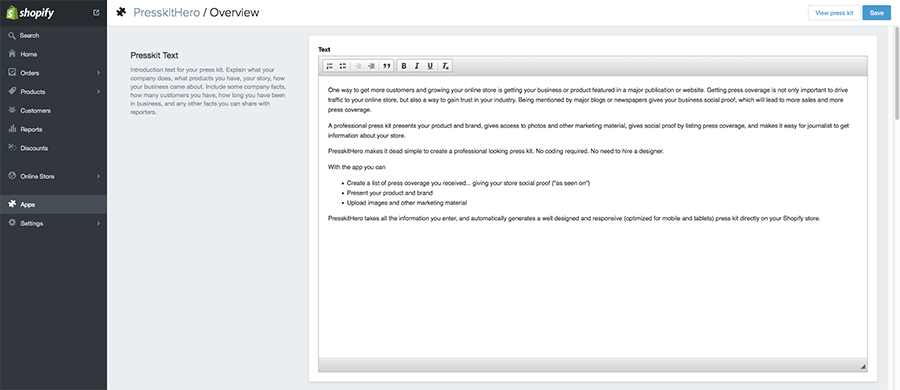 shopify
PresskitHero / Overview
View press kit
Save
Search
Home
Orders
Products
Customers
Reports
Discounts
Online Store
Apps
Settings
Presskit Text
Introduction text for your press kit. Explain what your
company does, what products you have, your story, how
your business came about. Include some company facts,
how many customers you have, how long you have been
in business, and any other facts you can share with
reporters.
Text
B I U Tx
One way to get more customers and growing your online store is getting your business or product featured in a major publication or website. Getting press coverage is not only important to drive
traffic to your online store, but also a way to gain trust in your industry. Being mentioned by major blogs or newspapers gives your business social proof, which will lead to more sales and more
press coverage.
A professional press kit presents your product and brand, gives access to photos and other marketing material, gives social proof by listing press coverage, and makes it easy for journalist to get
information about your store.
PresskitHero makes it dead simple to create a professional looking press kit. No coding required. No need to hire a designer.
With the app you can
• Create a list of press coverage you received... giving your store social proof ("as seen on")
• Present your product and brand
• Upload images and other marketing material
PresskitHero takes all the information you enter, and automatically generates a well designed and responsive (optimized for mobile and tablets) press kit directly on your Shopify store.